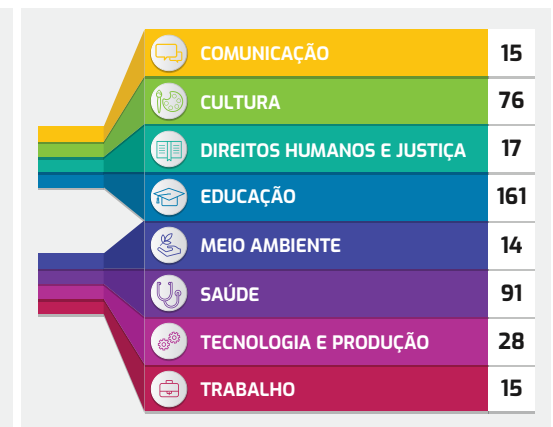 COMUNICAÇÃO 15
CULTURA 76
DIREITOS HUMANOS E JUSTIÇA 17
EDUCAÇÃO 161
MEIO AMBIENTE 14
SAÚDE 91
TECNOLOGIA E PRODUÇÃO 28
TRABALHO 15